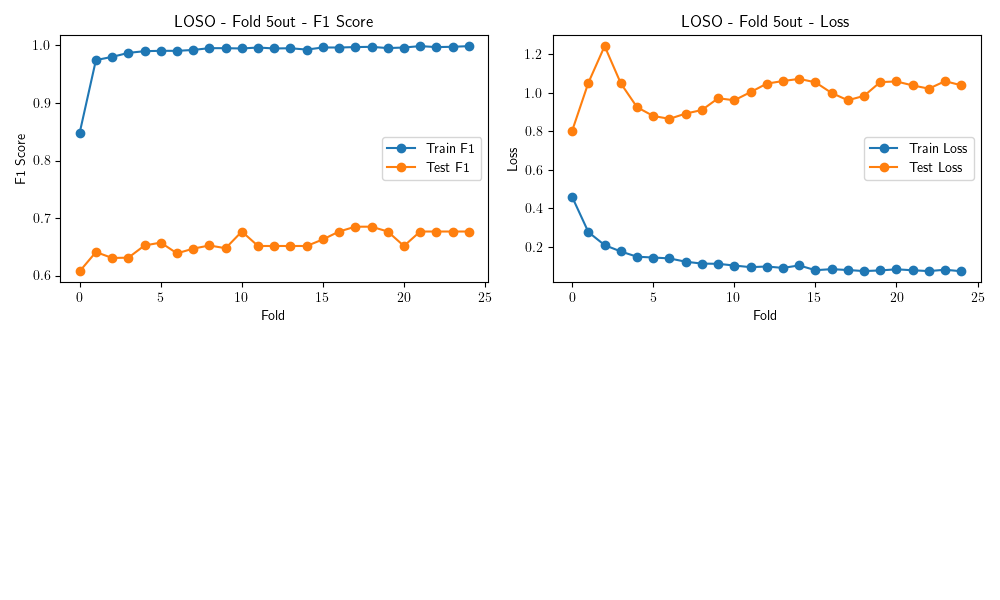 LOSO - Fold 5out - F1 Score
F1 Score
1.0
0.9
0.8
0.7
0.6
Train F1
Test F1
0 5 10 15 20 25
Fold
LOSO - Fold 5out - Loss
Loss
1.2
1.0
0.8
0.6
0.4
0.2
Train Loss
Test Loss
0 5 10 15 20 25
Fold